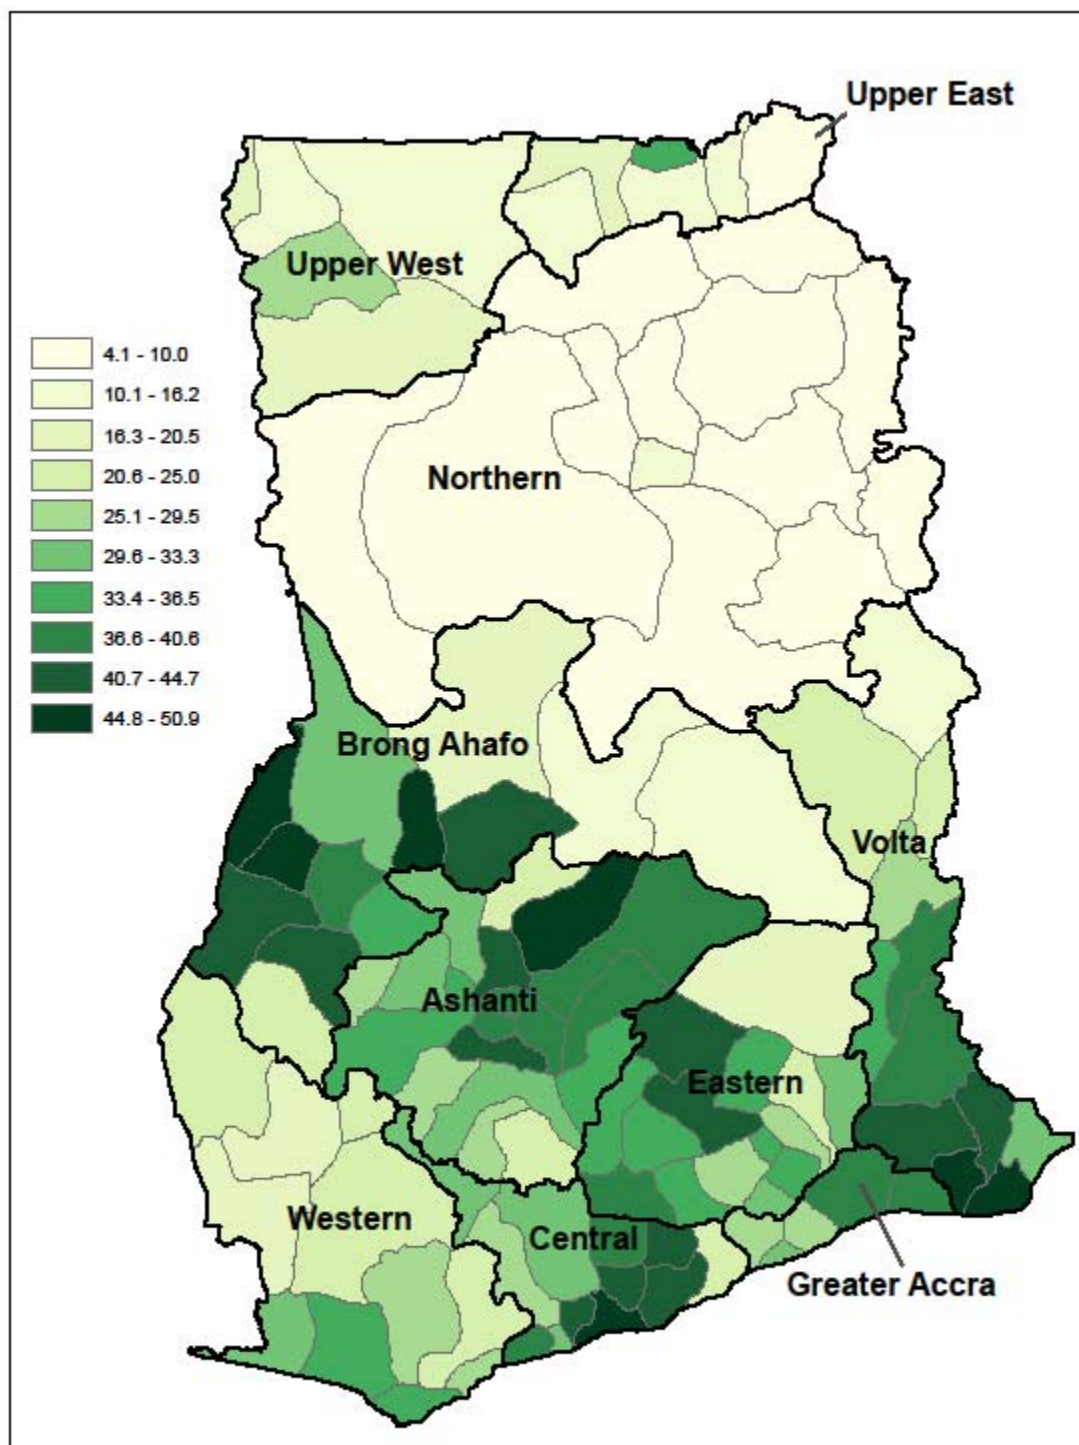 Upper East
Upper West
4.1 - 10.0
10.1 - 16.2
16.3 - 20.5
20.6 - 25.0
25.1 - 29.5
29.6 - 33.3
33.4 - 36.5
36.6 - 40.6
40.7 - 44.7
44.8 - 50.9
Northern
Brong Ahafo
Volta
Ashanti
Eastern
Western
Central
Greater Accra